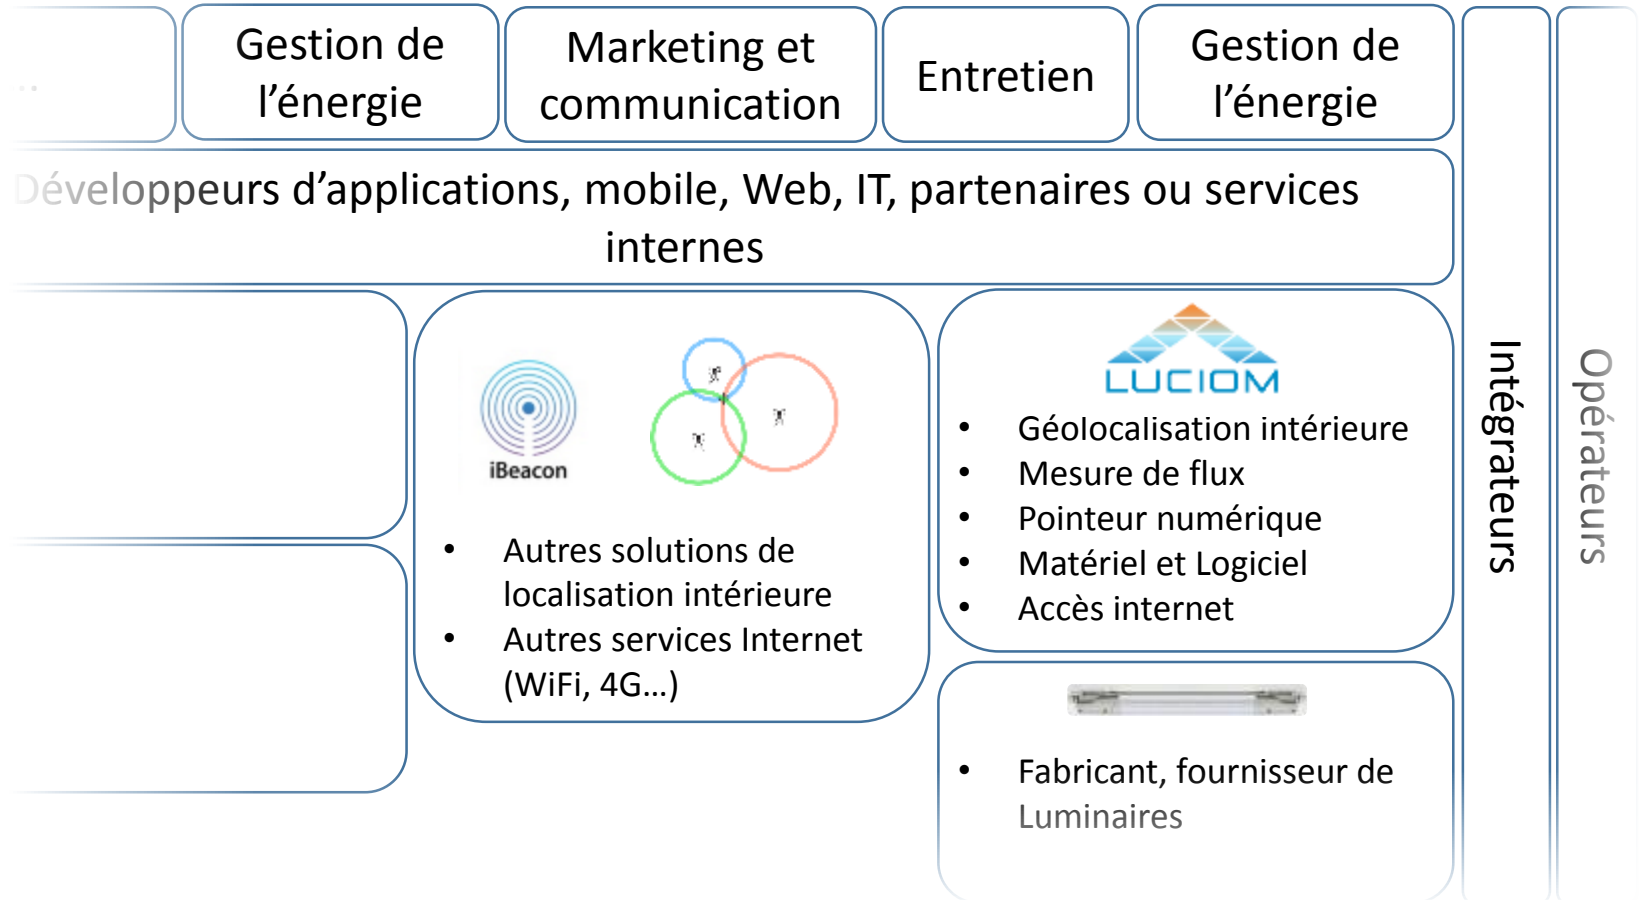 ...
Gestion de
l’énergie
Marketing et
communication
Entretien
Gestion de
l’énergie
Développeurs d’applications, mobile, Web, IT, partenaires ou services
internes
iBeacon
• Autres solutions de
localisation intérieure
• Autres services Internet
(WiFi, 4G…)
LUCIOM
• Géolocalisation intérieure
• Mesure de flux
• Pointeur numérique
• Matériel et Logiciel
• Accès internet
• Fabricant, fournisseur de
Luminaires
Intégrateurs
Opérateurs